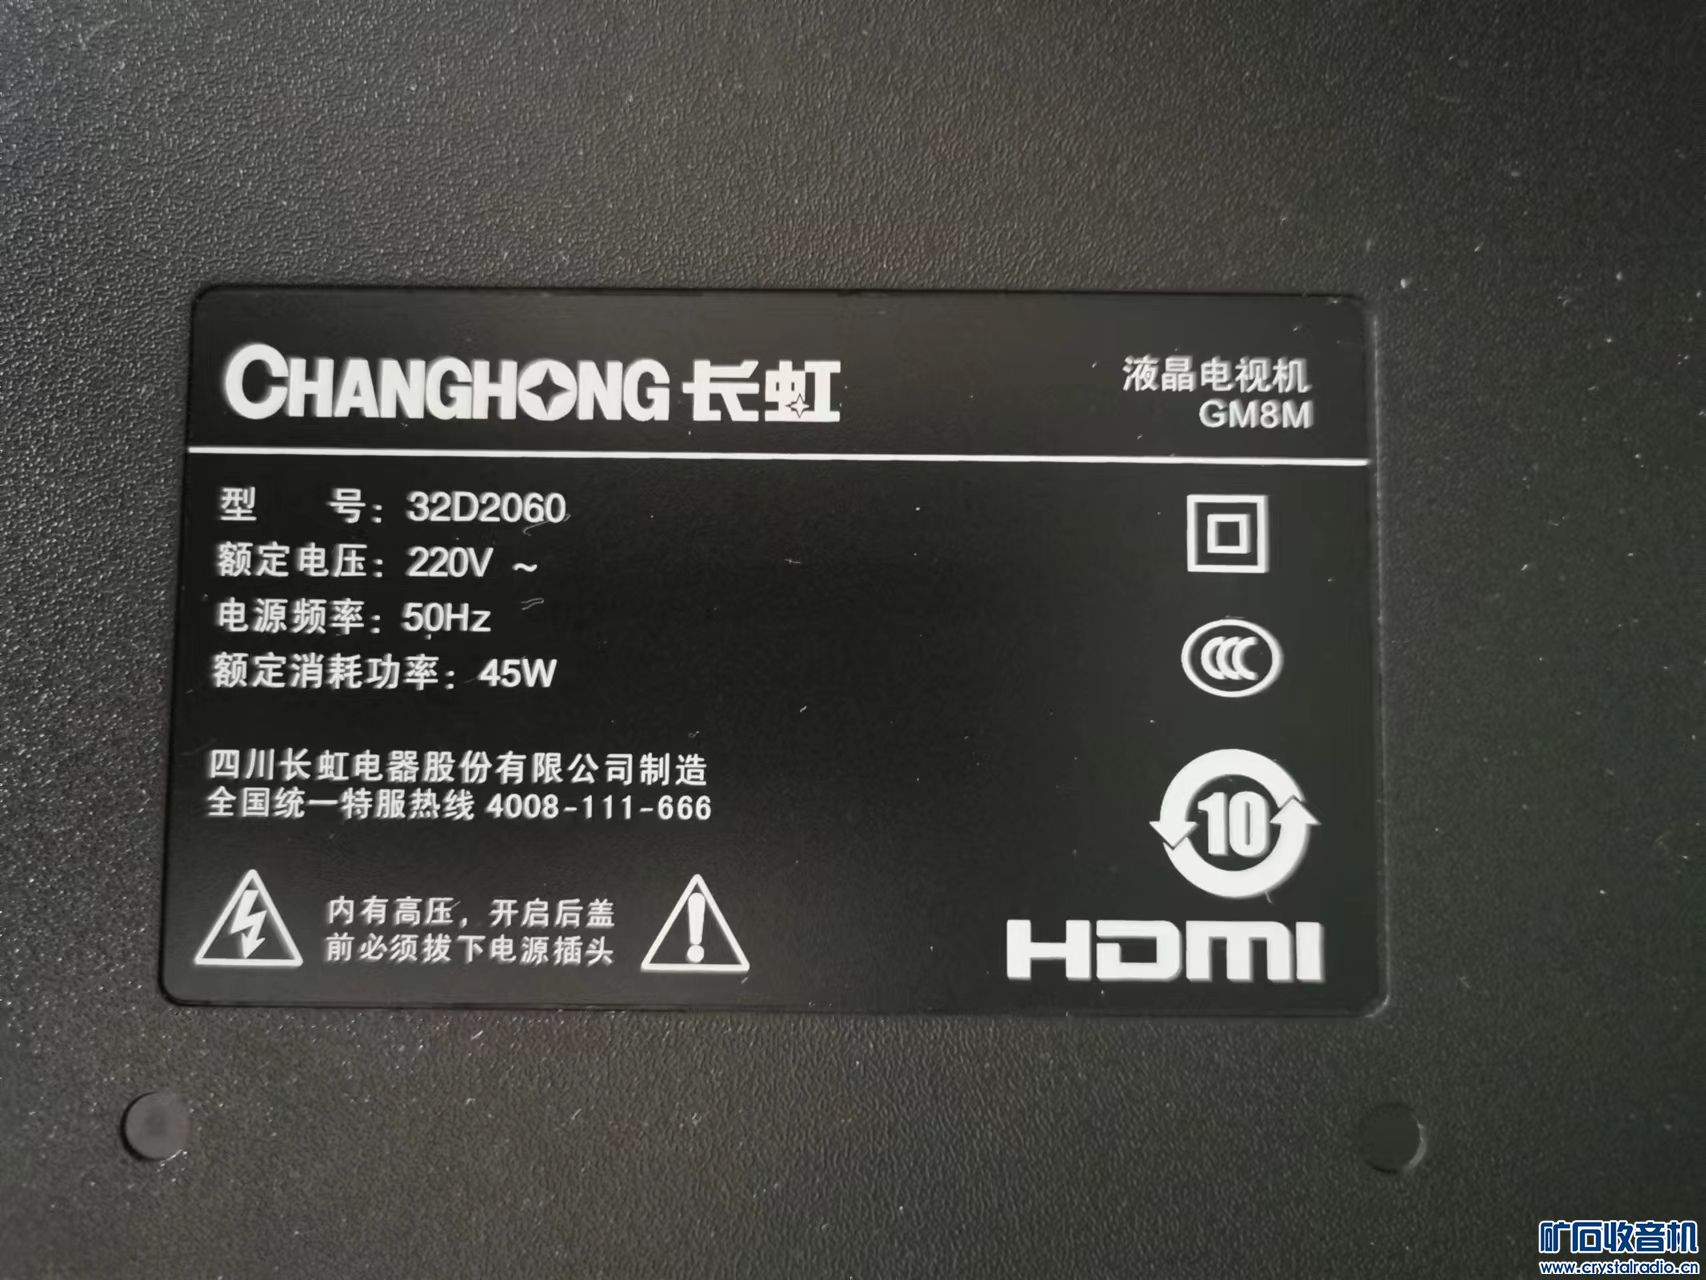 CHANGHONG 长虹
液晶电视机
GM8M
型 号：32D2060
额定电压：220V ~
电源频率：50Hz
额定消耗功率：45W
四川长虹电器股份有限公司制造
全国统一特服热线 4008-111-666
内有高压，开启后盖
前必须拔下电源插头
CCC
10
HDMI
矿石收音机
www.crystalradio.cn